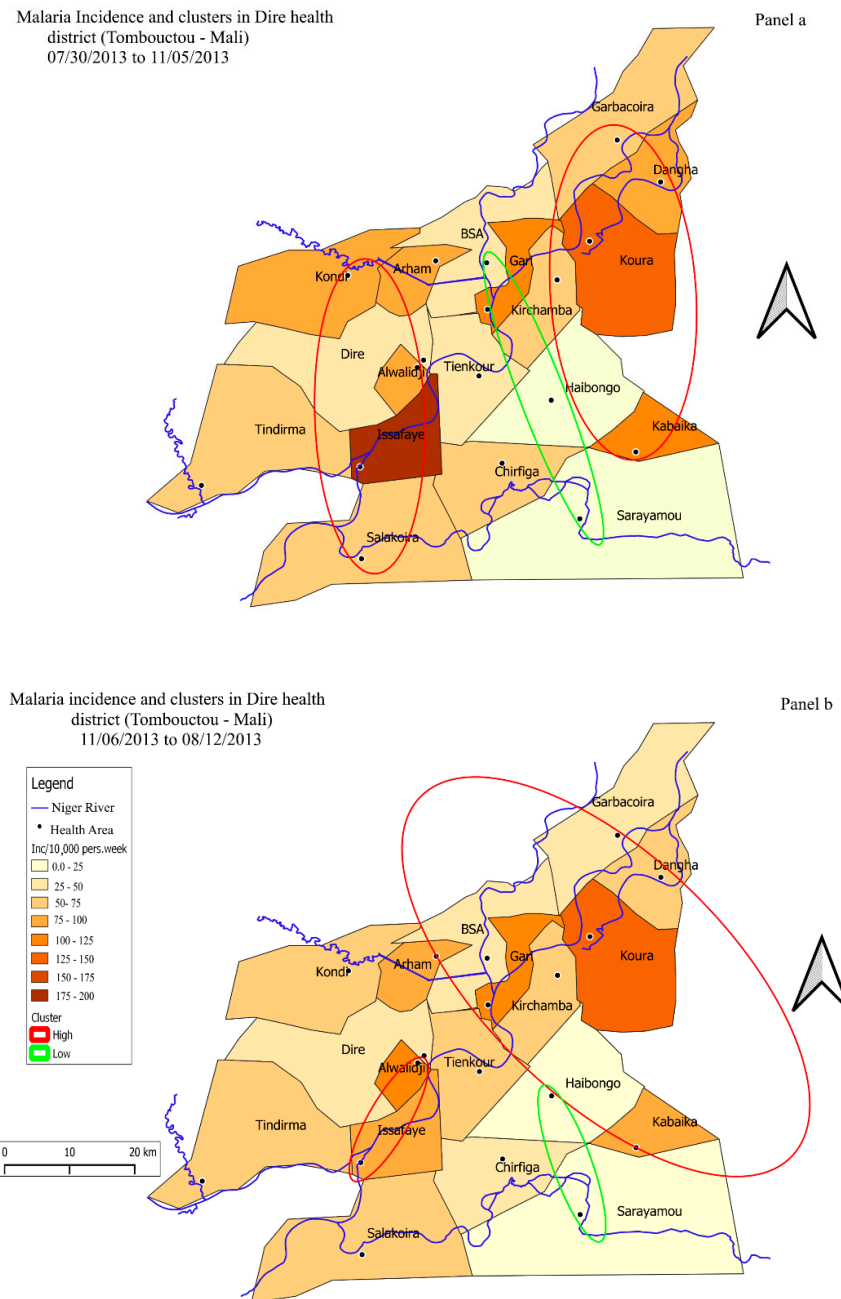 Malaria Incidence and clusters in Dire health
district (Tombouctou - Mali)
07/30/2013 to 11/05/2013
Panel a
Garbacoira
Dangha
BSA
Gari
Koura
Kondi
Arham
Kirchamba
Dire
Alwalidji
Tienkour
Haibongo
Tindirma
Issafaye
Kabaika
Chirfiga
Sarayamou
Salakoira
Malaria incidence and clusters in Dire health
district (Tombouctou - Mali)
11/06/2013 to 08/12/2013
Panel b
Legend
Niger River
Health Area
Inc/10,000 pers.week
0.0 - 25
25 - 50
50- 75
75 - 100
100 - 125
125 - 150
150 - 175
175 - 200
Cluster
High
Low
Garbacoira
Dangha
BSA
Gari
Koura
Kondi
Arham
Kirchamba
Dire
Alwalidji
Tienkour
Haibongo
Tindirma
Issafaye
Kabaika
Chirfiga
Sarayamou
Salakoira
0 10 20 km